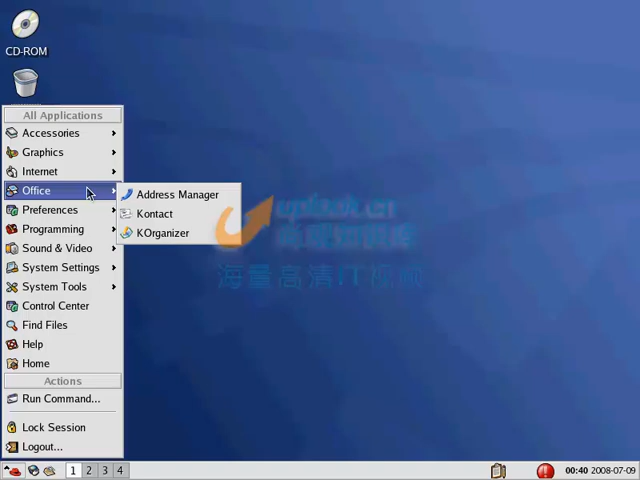 CD-ROM
All Applications
Accessories
Graphics
Internet
Office
Preferences
Programming
Sound & Video
System Settings
System Tools
Control Center
Find Files
Help
Home
Actions
Run Command...
Lock Session
Logout...
Address Manager
Kontact
KOrganizer
uplook.cn
高清IT视频
1 2 3 4
00:40 2008-07-09